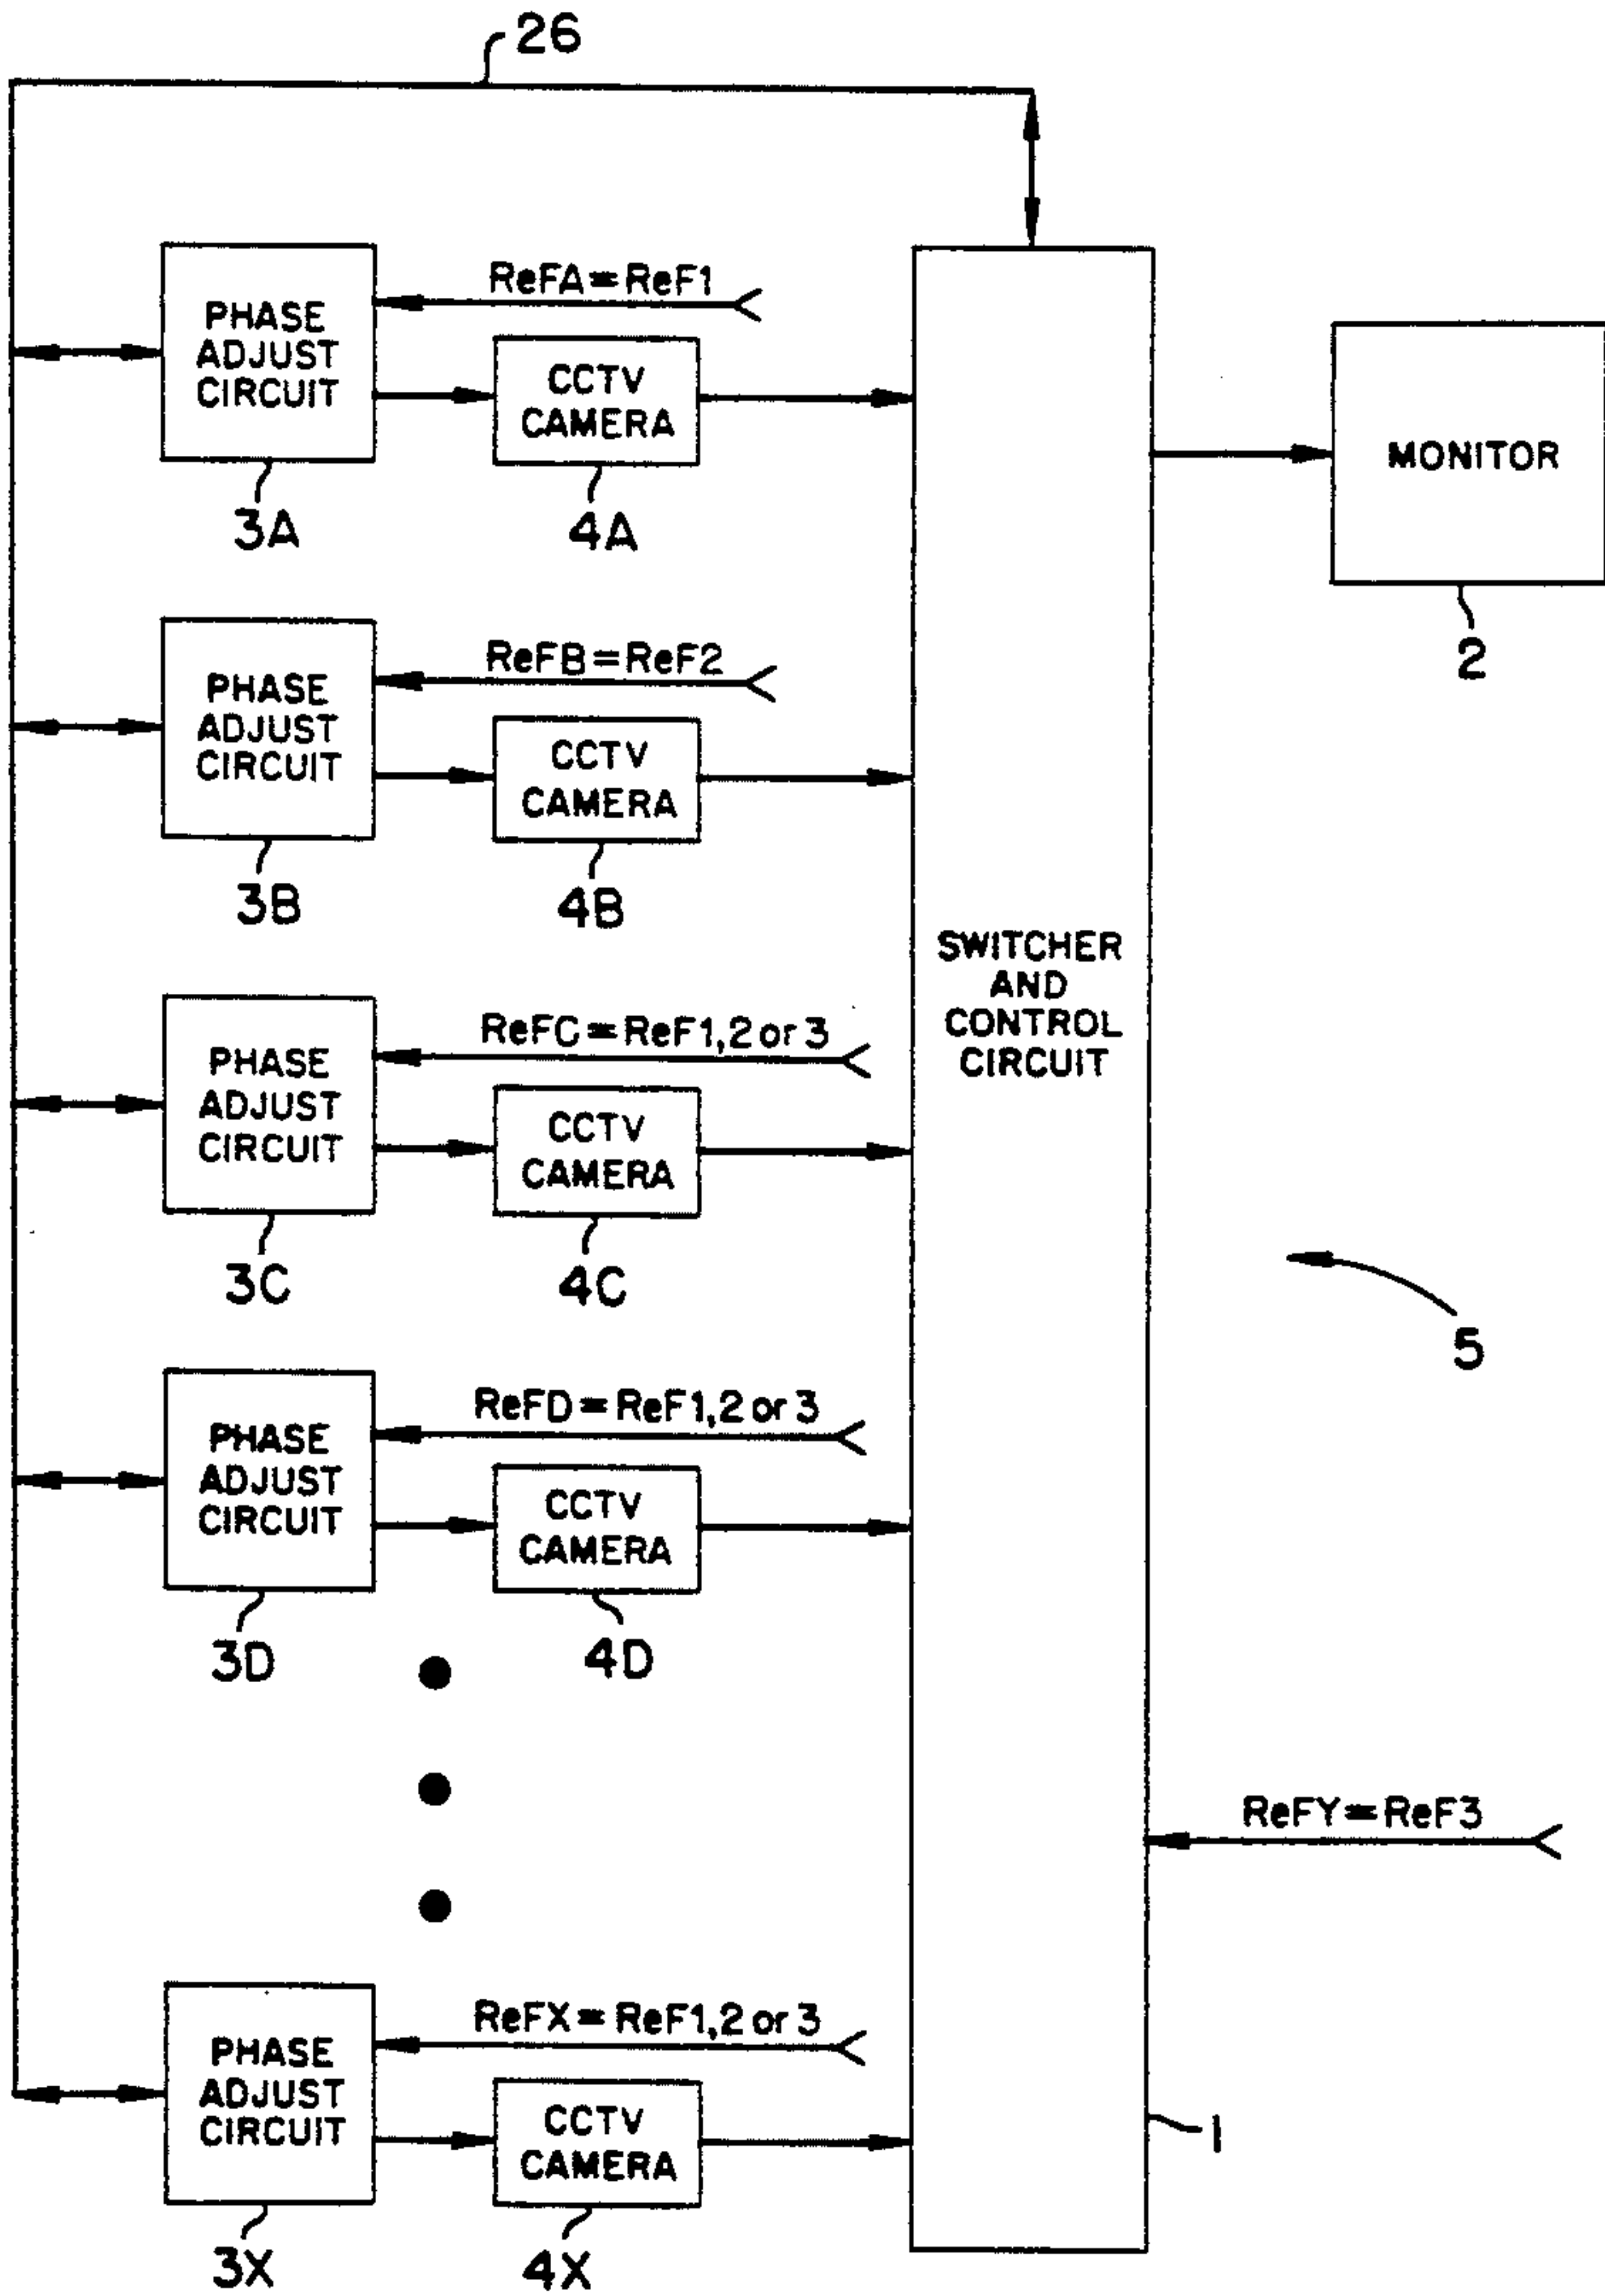 26
ReFA=ReF1
PHASE
ADJUST
CIRCUIT
CCTV
CAMERA
3A
4A
MONITOR
2
ReFB=ReF2
PHASE
ADJUST
CIRCUIT
CCTV
CAMERA
3B
4B
SWITCHER
AND
CONTROL
CIRCUIT
ReFC=ReF1,2 or 3
PHASE
ADJUST
CIRCUIT
CCTV
CAMERA
3C
4C
5
ReFD=ReF1,2 or 3
PHASE
ADJUST
CIRCUIT
CCTV
CAMERA
3D
4D
ReFY=ReF3
ReFX=ReF1,2 or 3
PHASE
ADJUST
CIRCUIT
CCTV
CAMERA
1
3X
4X